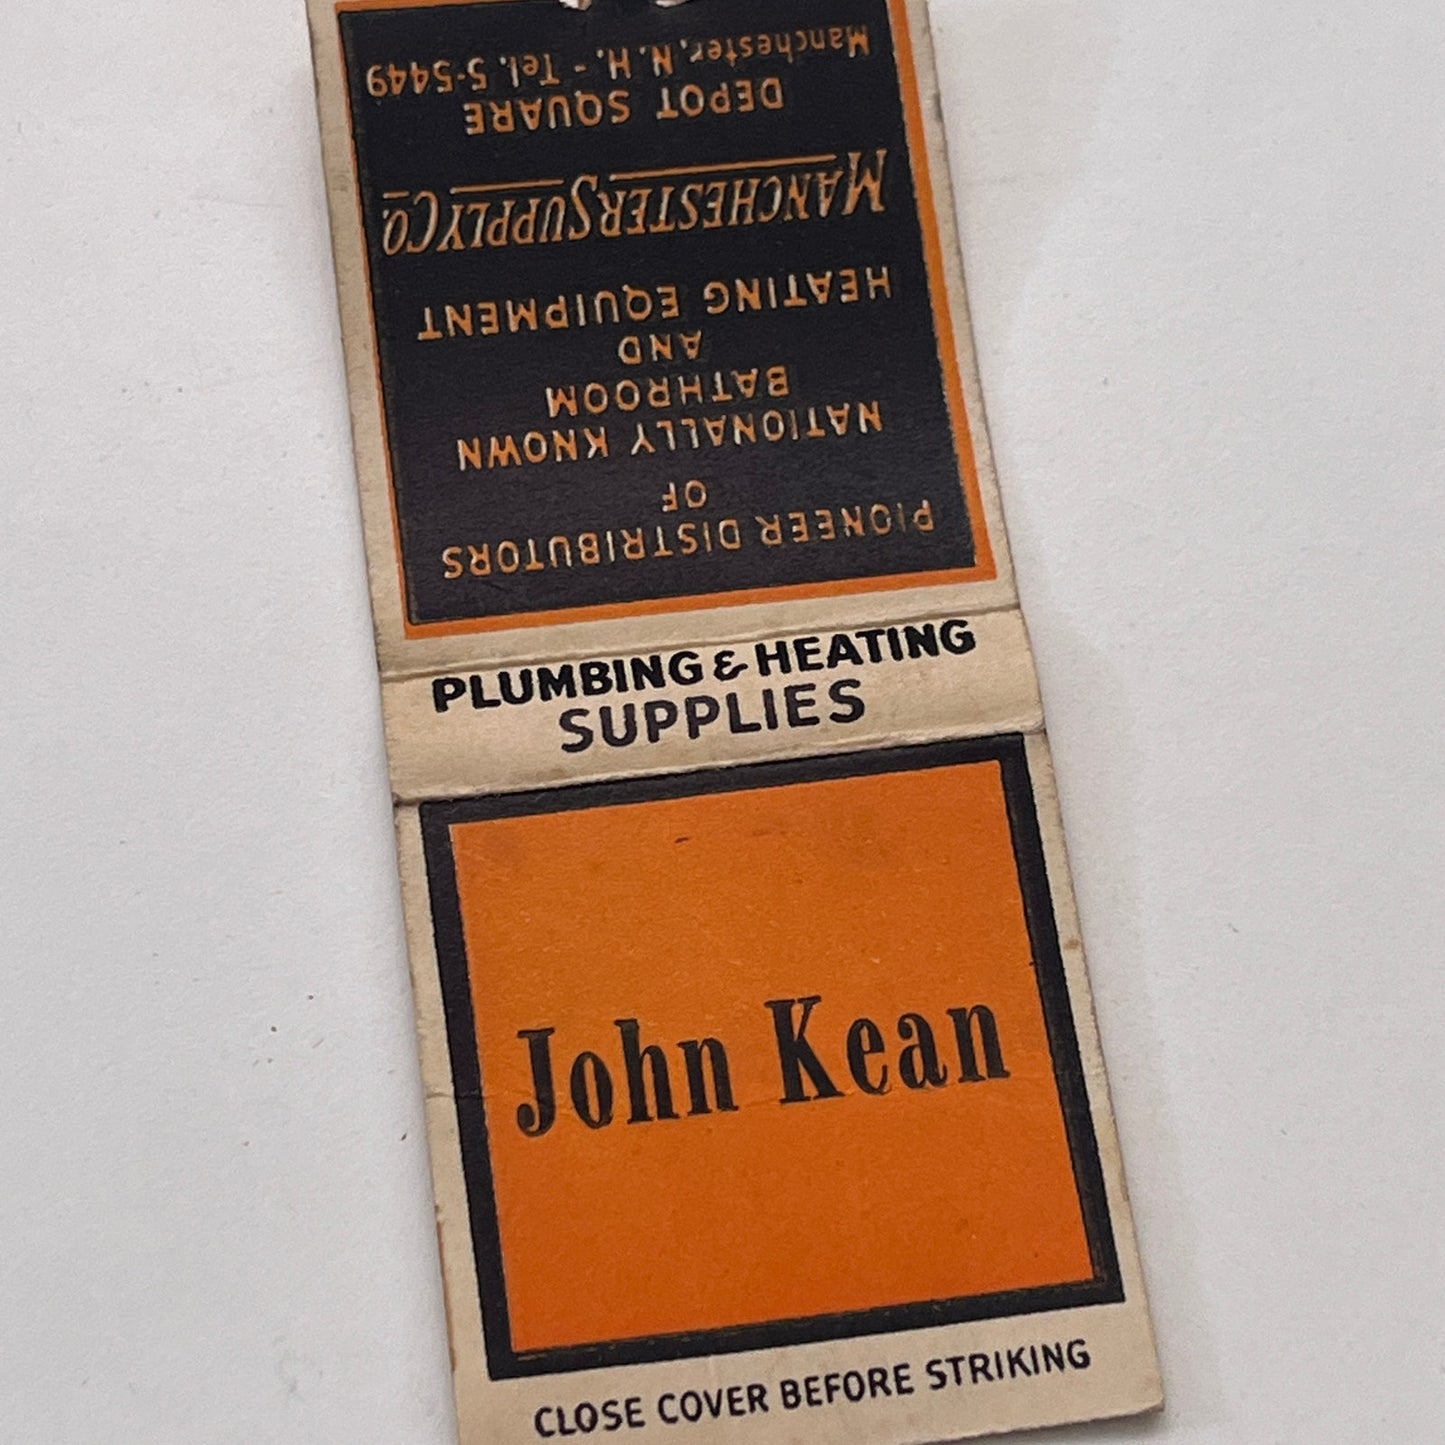 PIONEER DISTRIBUTORS
OF
NATIONALLY KNOWN
BATHROOM
AND
HEATING EQUIPMENT
MANCHESTER SUPPLY CO.
DEPOT SQUARE
Manchester, N. H. - Tel. 5-5449
PLUMBING & HEATING
SUPPLIES
John Kean
CLOSE COVER BEFORE STRIKING